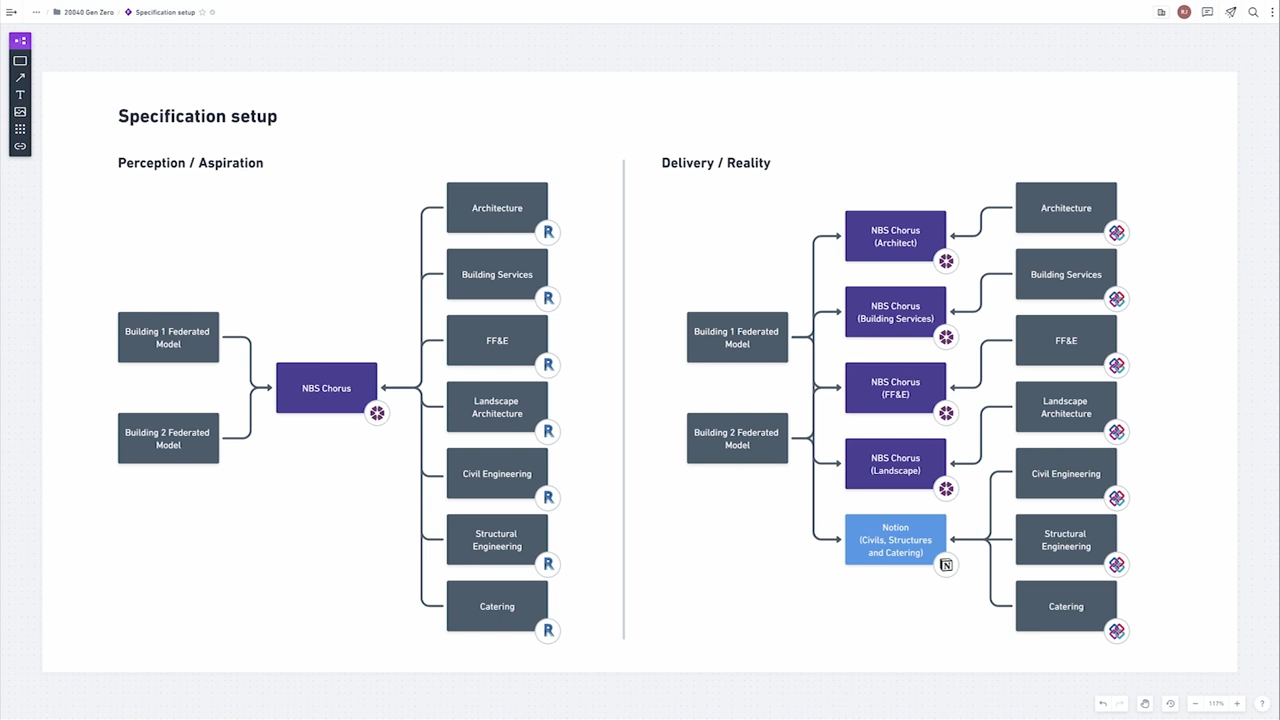 20040 Gen Zero
/
Specification setup
RJ
T
Specification setup
Perception / Aspiration
Building 1 Federated
Model
Building 2 Federated
Model
NBS Chorus
Architecture
R
Building Services
R
FF&E
R
Landscape
Architecture
R
Civil Engineering
R
Structural
Engineering
R
Catering
R
Delivery / Reality
Building 1 Federated
Model
Building 2 Federated
Model
NBS Chorus
(Architect)
NBS Chorus
(Building Services)
NBS Chorus
(FF&E)
NBS Chorus
(Landscape)
Notion
(Civils, Structures
and Catering)
N
Architecture
Building Services
FF&E
Landscape
Architecture
Civil Engineering
Structural
Engineering
Catering
117%
?